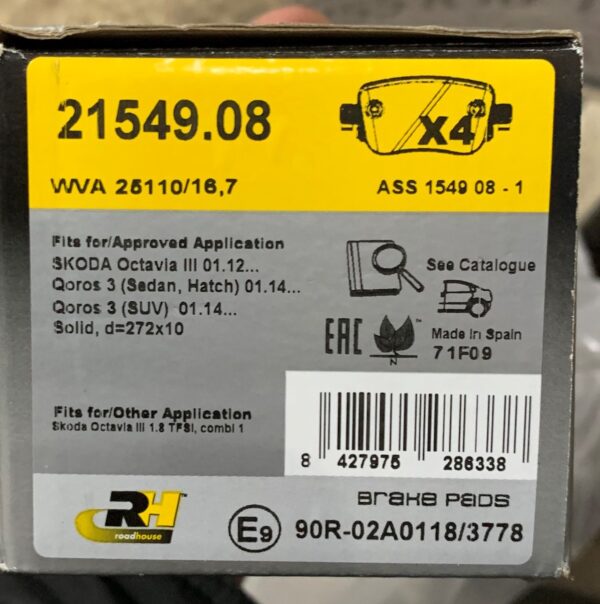 21549.08
X4
WVA 25110/16,7
ASS 1549 08 - 1
Fits for/Approved Application
SKODA Octavia III 01.12...
Qoros 3 (Sedan, Hatch) 01.14...
Qoros 3 (SUV) 01.14...
Solid, d=272x10
See Catalogue
EAC
TM
N
Made in Spain
71F09
Fits for/Other Application
Skoda Octavia III 1.8 TFSI, combi 1
8 427975 286338
RH
roadhouse
BRAKE PADS
E9
90R-02A0118/3778